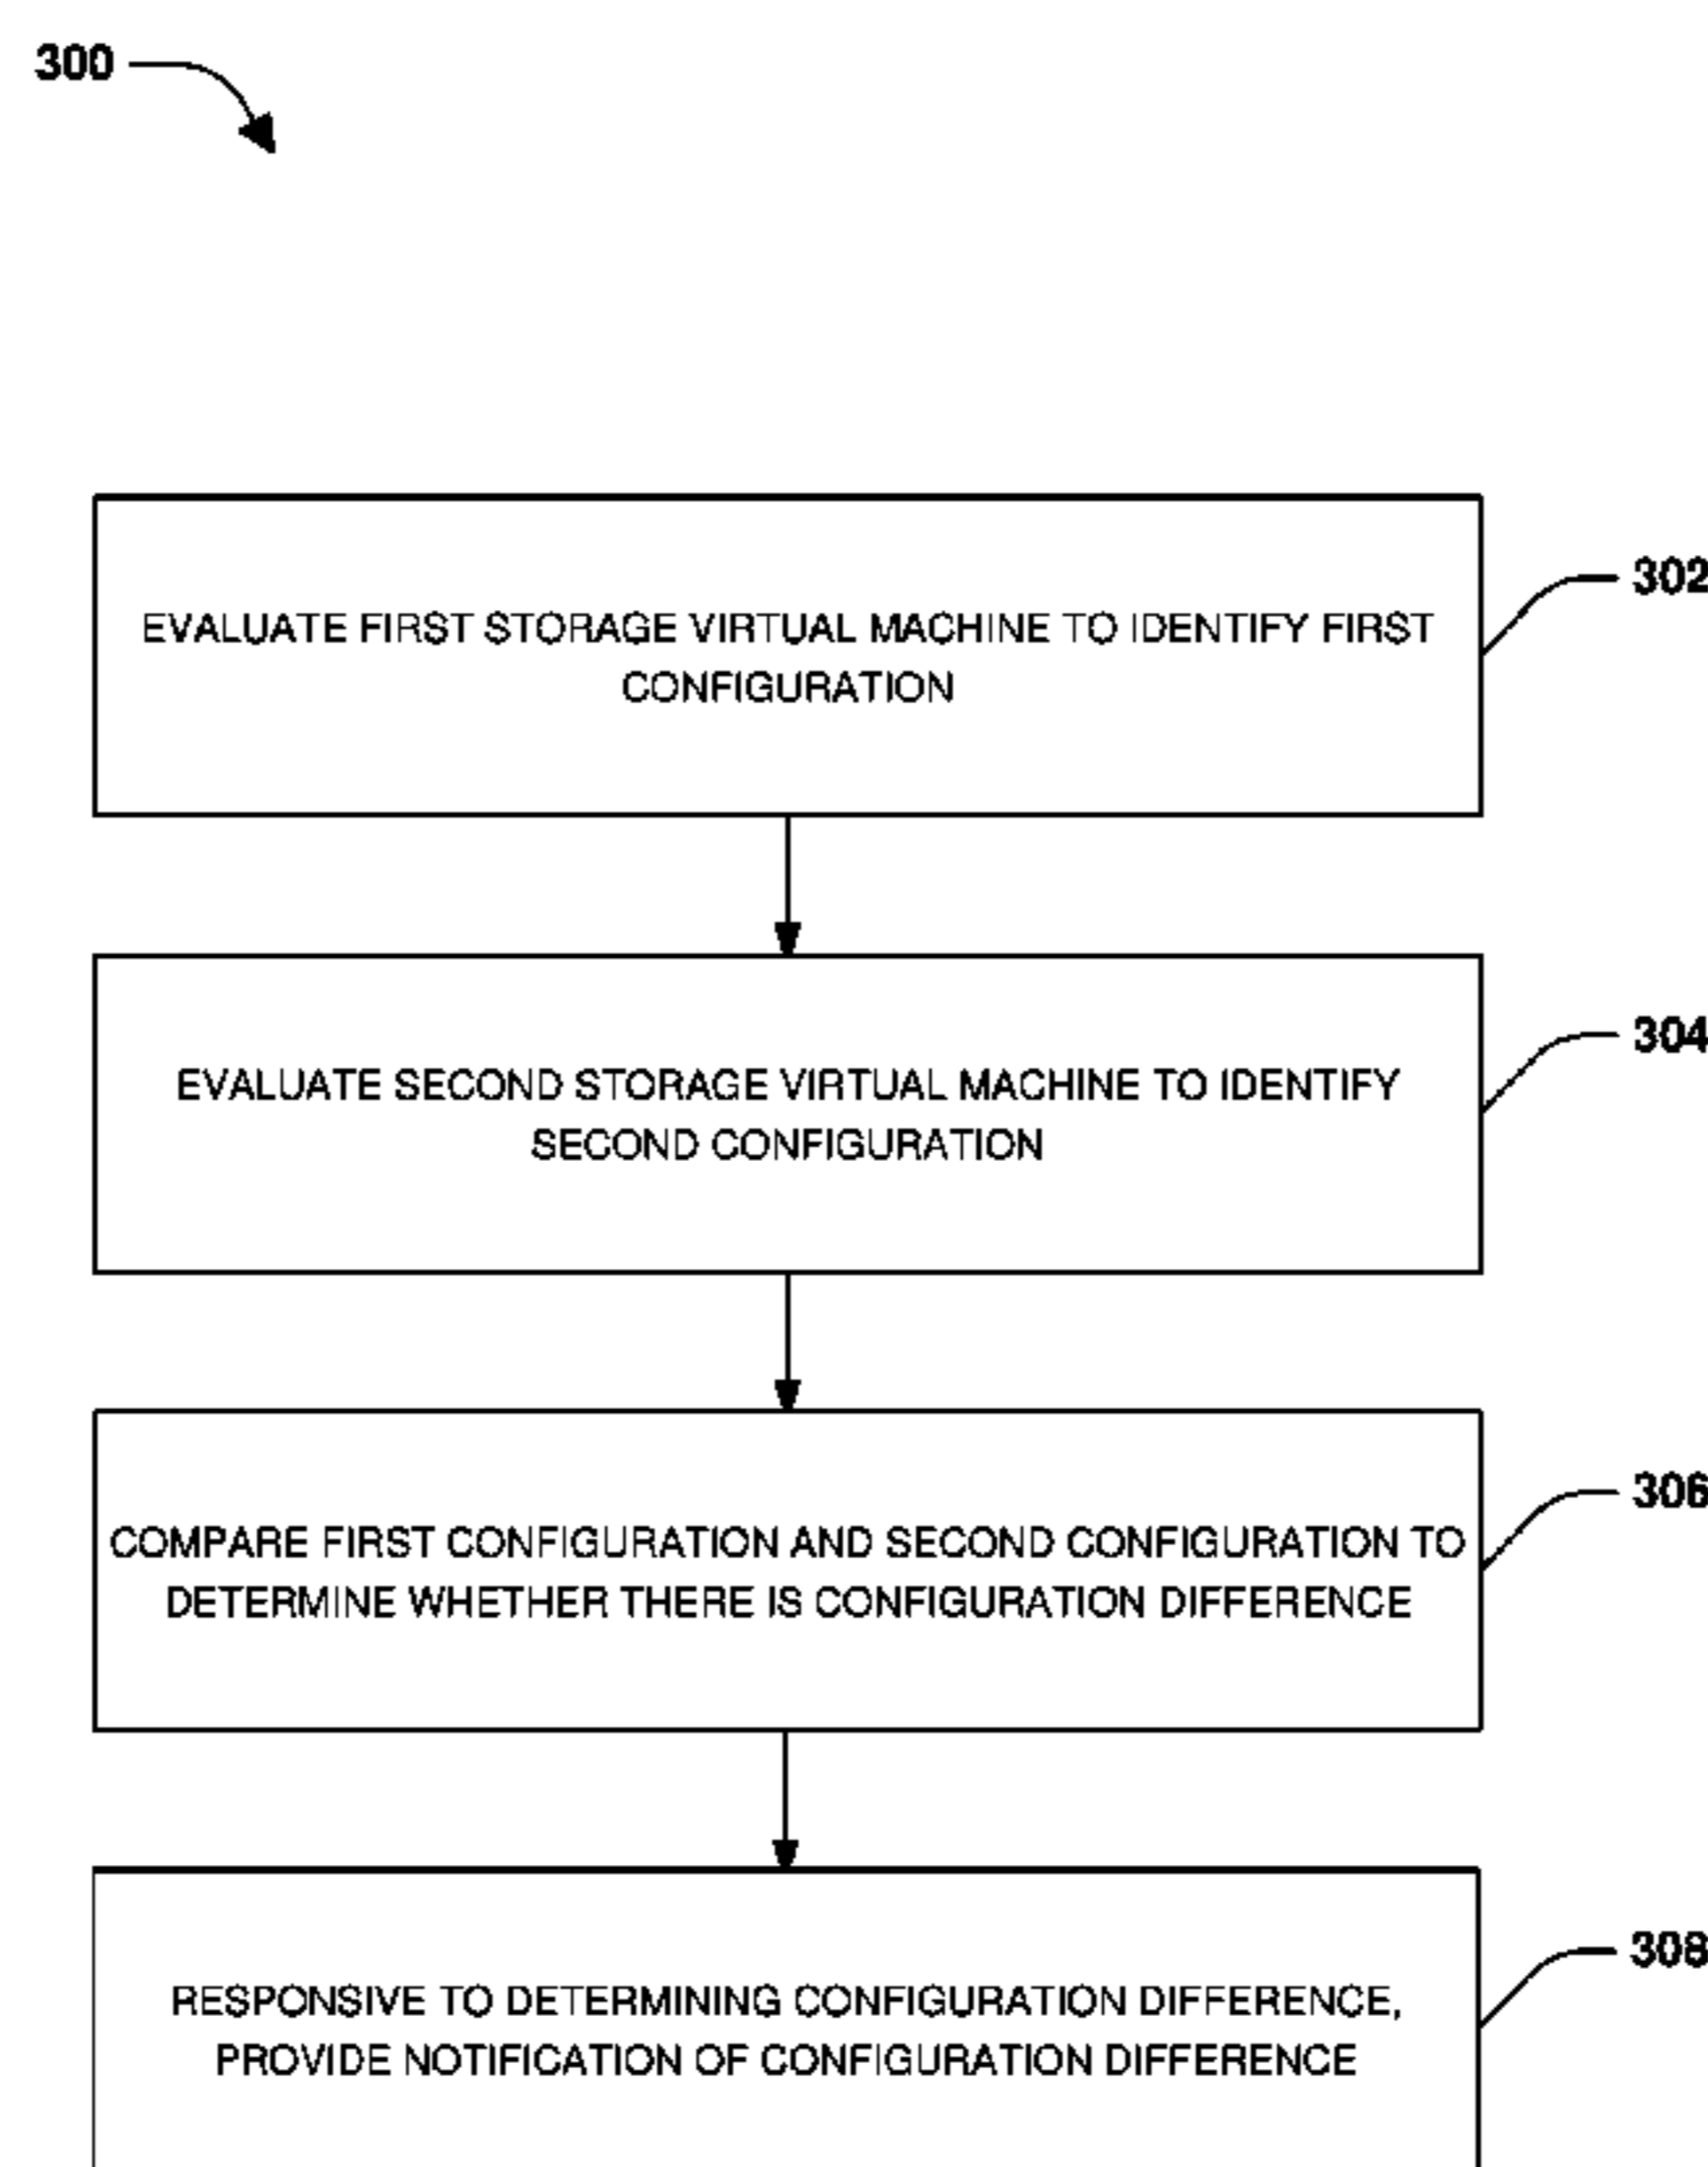 300
302
EVALUATE FIRST STORAGE VIRTUAL MACHINE TO IDENTIFY FIRST
CONFIGURATION
304
EVALUATE SECOND STORAGE VIRTUAL MACHINE TO IDENTIFY
SECOND CONFIGURATION
306
COMPARE FIRST CONFIGURATION AND SECOND CONFIGURATION TO
DETERMINE WHETHER THERE IS CONFIGURATION DIFFERENCE
308
RESPONSIVE TO DETERMINING CONFIGURATION DIFFERENCE,
PROVIDE NOTIFICATION OF CONFIGURATION DIFFERENCE